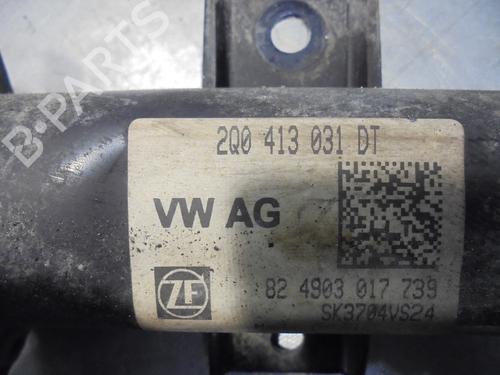 B-PARTS
2Q0 413 031 DT
VW AG
ZF
82 4903 017 739
SK3704VS24